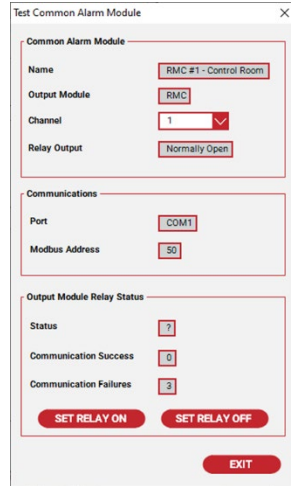 Test Common Alarm Module
Common Alarm Module
Name RMC #1 - Control Room
Output Module RMC
Channel 1
Relay Output Normally Open
Communications
Port COM1
Modbus Address 50
Output Module Relay Status
Status ?
Communication Success 0
Communication Failures 3
SET RELAY ON SET RELAY OFF
EXIT